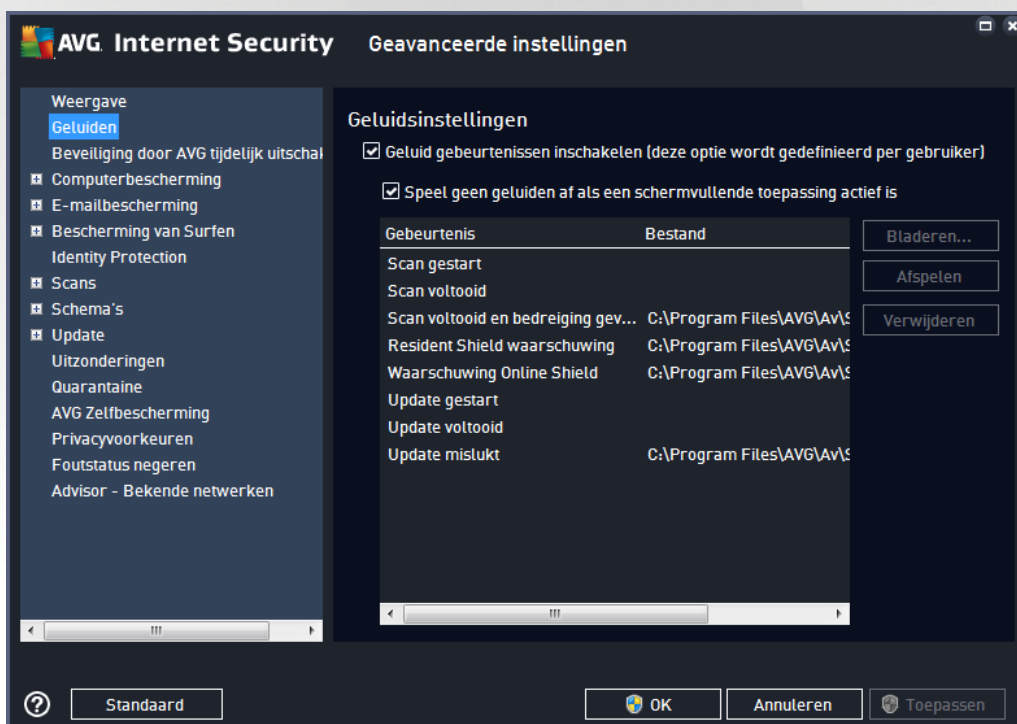 AVG. Internet Security Geavanceerde instellingen
Weergave
Geluiden
Beveiliging door AVG tijdelijk uitschal
Computerbescherming
E-mailbescherming
Bescherming van Surfen
Identity Protection
Scans
Schema's
Update
Uitzonderingen
Quarantaine
AVG Zelfbescherming
Privacyvoorkeuren
Foutstatus negeren
Advisor - Bekende netwerken
Geluidsinstellingen
Geluid gebeurtenissen inschakelen (deze optie wordt gedefinieerd per gebruiker)
Speel geen geluiden af als een schermvullende toepassing actief is
Gebeurtenis Bestand
Scan gestart
Scan voltooid
Scan voltooid en bedreiging gev... C:\Program Files\AVG\Av\S
Resident Shield waarschuwing C:\Program Files\AVG\Av\S
Waarschuwing Online Shield C:\Program Files\AVG\Av\S
Update gestart
Update voltooid
Update mislukt C:\Program Files\AVG\Av\S
Bladeren...
Afspelen
Verwijderen
Standaard OK Annuleren Toepassen